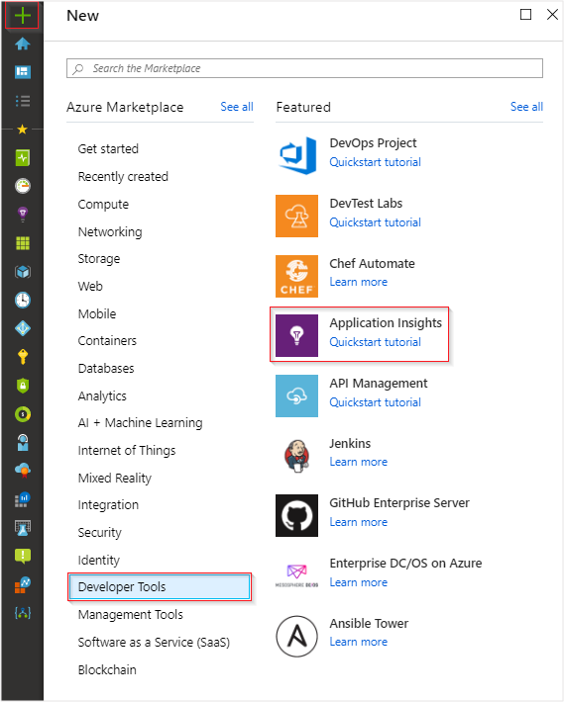 New
Search the Marketplace
Azure Marketplace
See all
Get started
Recently created
Compute
Networking
Storage
Web
Mobile
Containers
Databases
Analytics
AI + Machine Learning
Internet of Things
Mixed Reality
Integration
Security
Identity
Developer Tools
Management Tools
Software as a Service (SaaS)
Blockchain
Featured
See all
DevOps Project
Quickstart tutorial
DevTest Labs
Quickstart tutorial
CHEF
Chef Automate
Learn more
Application Insights
Quickstart tutorial
API Management
Quickstart tutorial
Jenkins
Learn more
GitHub Enterprise Server
Learn more
MESOSPHERE DC/OS
Enterprise DC/OS on Azure
Learn more
Ansible Tower
Learn more